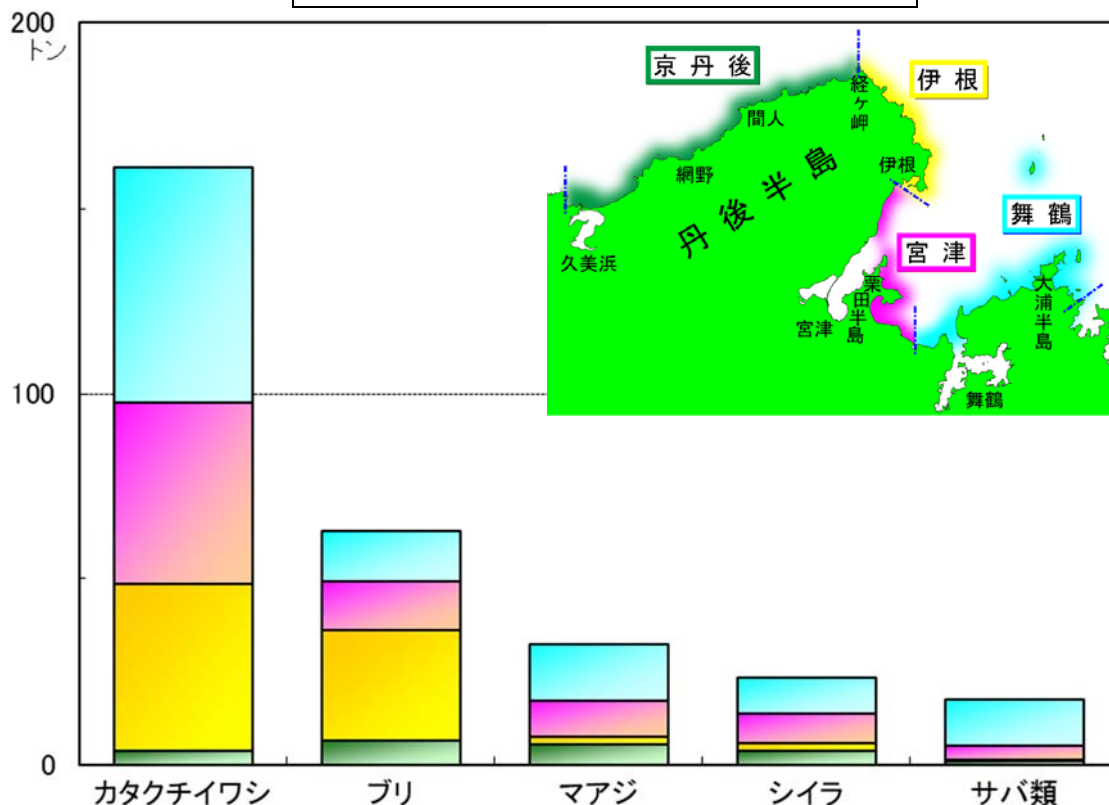 200
トン
100
0
カタクチイワシ
ブリ
マアジ
シイラ
サバ類
京丹後
伊根
経ヶ岬
間人
網野
伊根
丹後半島
久美浜
舞鶴
宮津
栗田半島
宮津
大浦半島
舞鶴